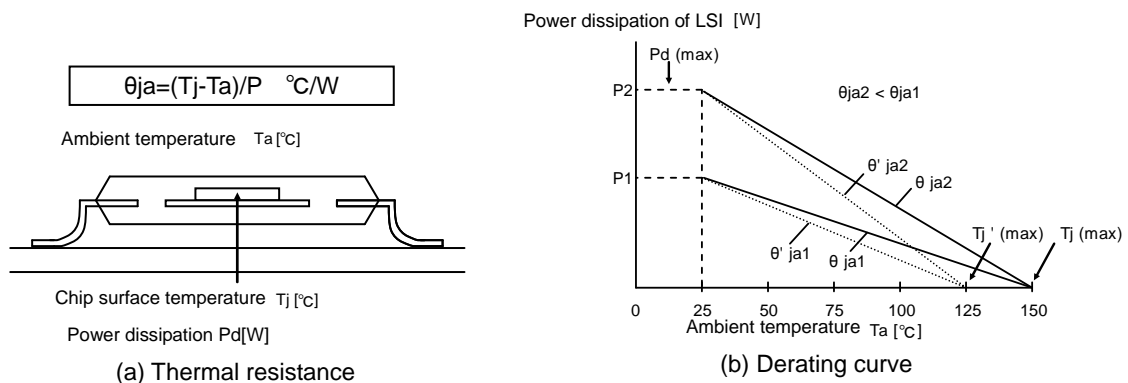 θja=(Tj-Ta)/P ℃/W
Ambient temperature Ta [℃]
Chip surface temperature Tj [℃]
Power dissipation Pd[W]
(a) Thermal resistance
Power dissipation of LSI [W]
Pd (max)
P2
θja2 < θja1
θ' ja2
θ ja2
P1
Tj ' (max)
Tj (max)
θ' ja1
θ ja1
0 25 50 75 100 125 150
Ambient temperature Ta [℃]
(b) Derating curve